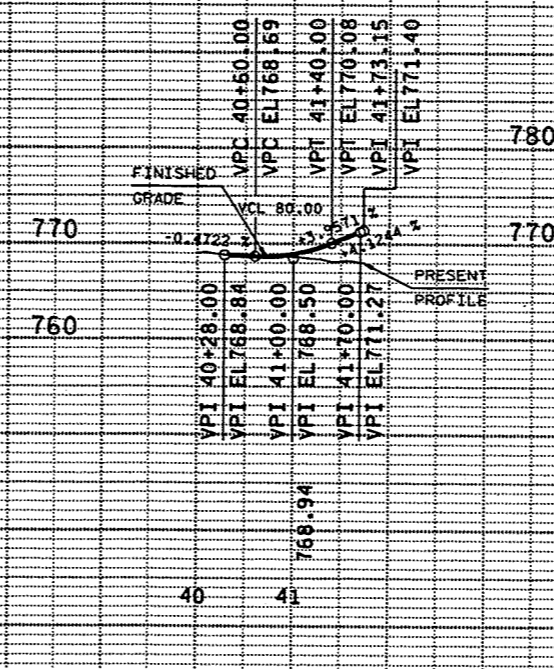 VPC 40+60.00
VPC EL768.69
VPT 41+40.00
VPT EL770.08
VPI 41+73.15
VPI EL771.40
780
FINISHED
GRADE
VCL 80.00
770
-0.4722 %
+3.9571 %
+4.1244 %
770
PRESENT
PROFILE
760
VPI 40+28.00
VPI EL768.84
VPI 41+00.00
VPI EL768.50
VPI 41+70.00
VPI EL771.27
768.94
40
41